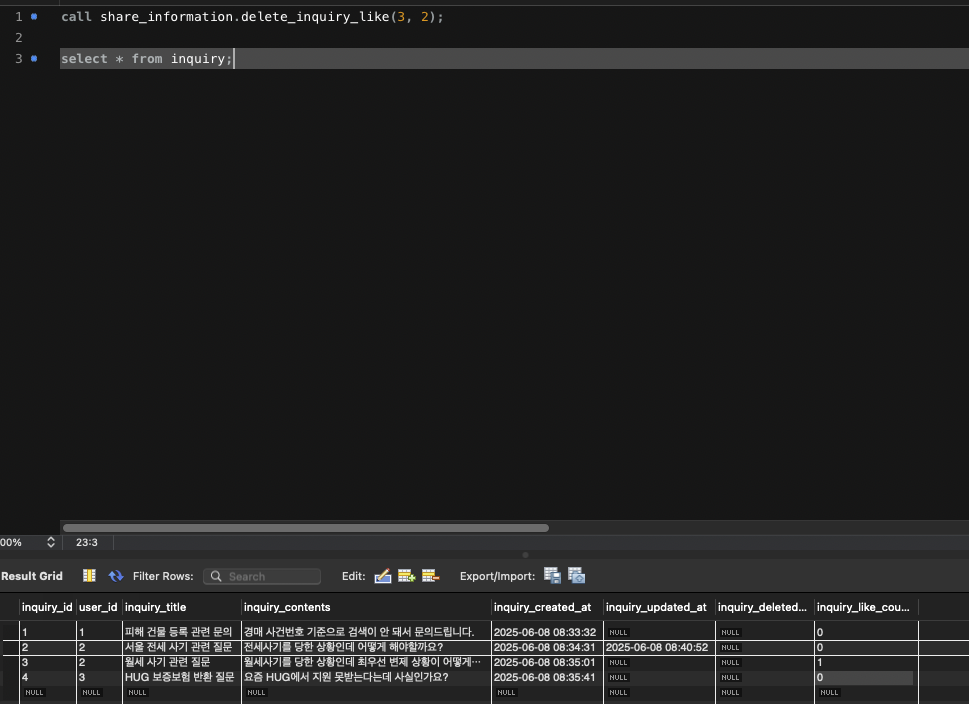 1 call share_information.delete_inquiry_like(3, 2);
2
3 select * from inquiry;
00% 23:3
Result Grid Filter Rows: Search Edit: Export/Import:
inquiry_id user_id inquiry_title inquiry_contents inquiry_created_at inquiry_updated_at inquiry_deleted... inquiry_like_cou...
1 1 피해 건물 등록 관련 문의 경매 사건번호 기준으로 검색이 안 돼서 문의드립니다. 2025-06-08 08:33:32 NULL NULL 0
2 2 서울 전세 사기 관련 질문 전세사기를 당한 상황인데 어떻게 해야할까요? 2025-06-08 08:34:31 2025-06-08 08:40:52 NULL 0
3 2 월세 사기 관련 질문 월세사기를 당한 상황인데 최우선 변제 상황이 어떻게… 2025-06-08 08:35:01 NULL NULL 1
4 3 HUG 보증보험 반환 질문 요즘 HUG에서 지원 못받는다는데 사실인가요? 2025-06-08 08:35:41 NULL NULL 0
NULL NULL NULL NULL NULL NULL NULL NULL